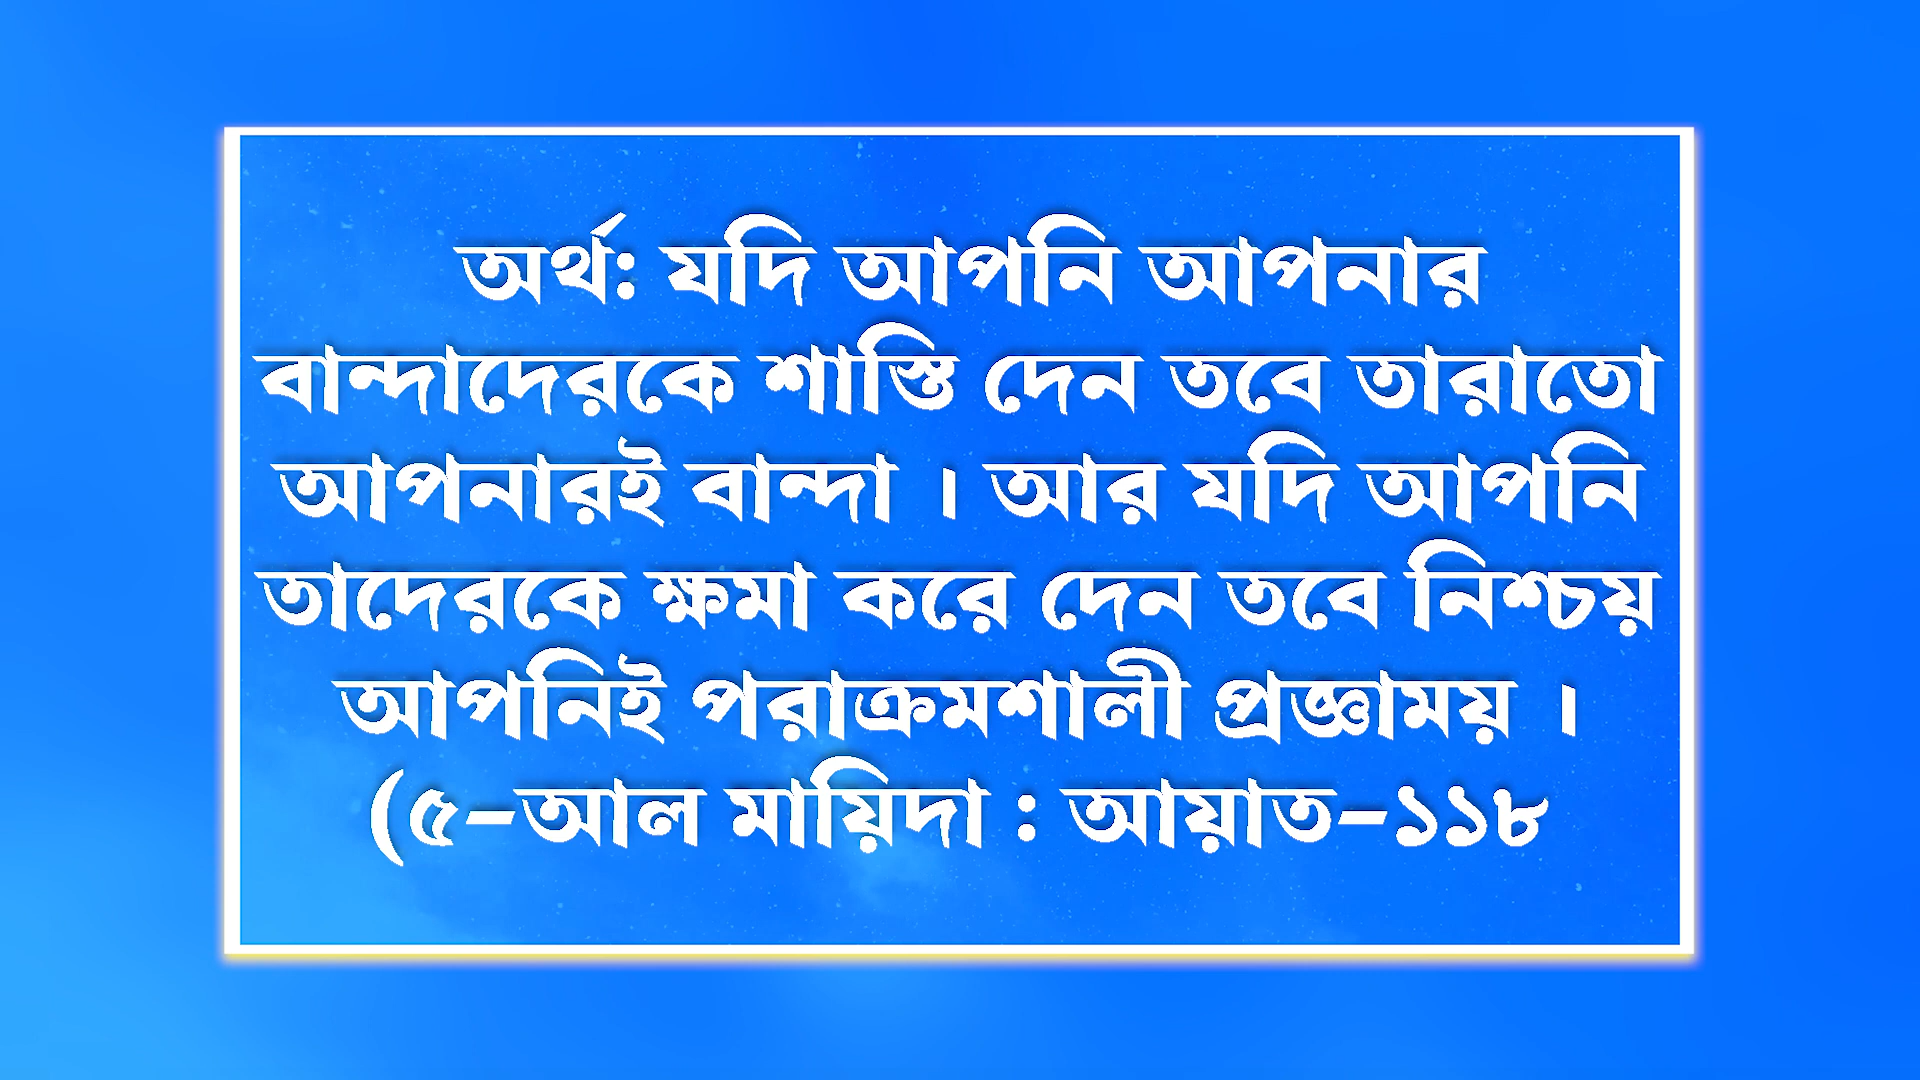 অর্থ: যদি আপনি আপনার
বান্দাদেরকে শাস্তি দেন তবে তারাতো
আপনারই বান্দা । আর যদি আপনি
তাদেরকে ক্ষমা করে দেন তবে নিশ্চয়
আপনিই পরাক্রমশালী প্রজ্ঞাময় ।
(৫-আল মায়িদা : আয়াত-১১৮